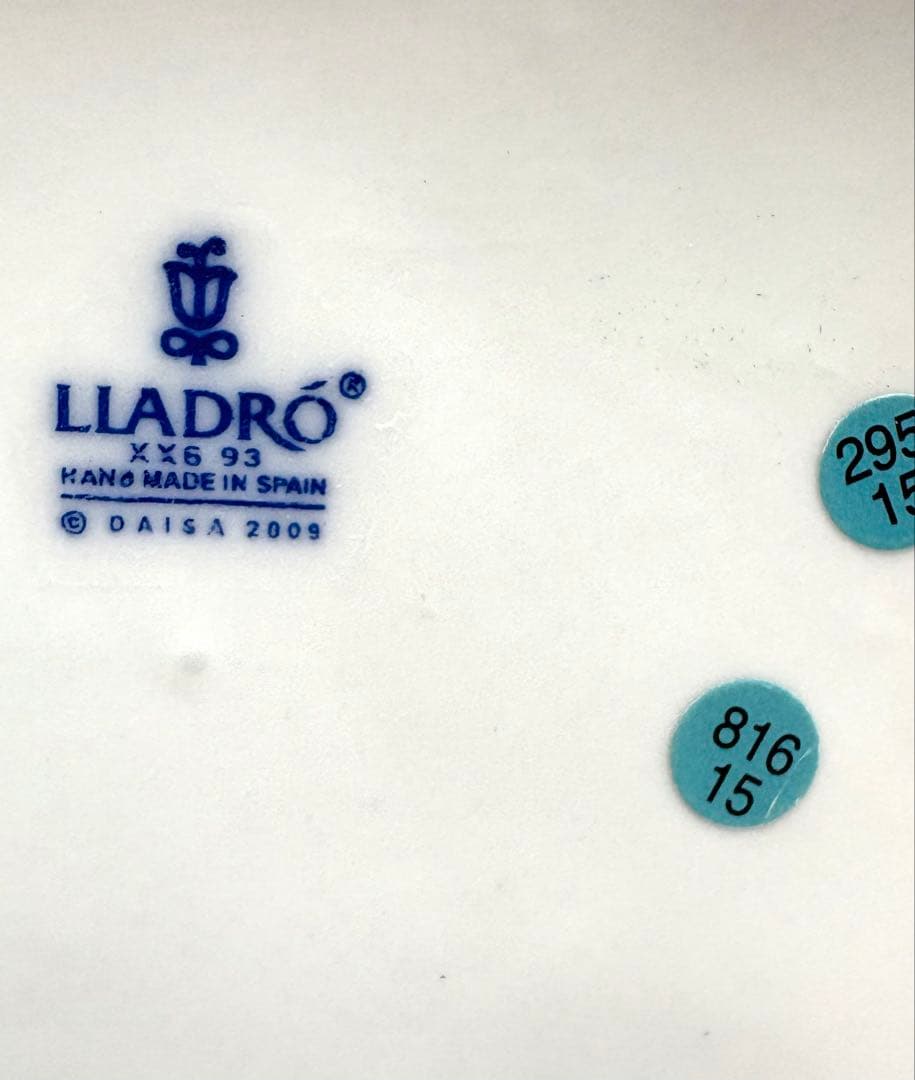 LLADRÓ®
XX6 93
HAND MADE IN SPAIN
© DAISA 2009
295
15
816
15